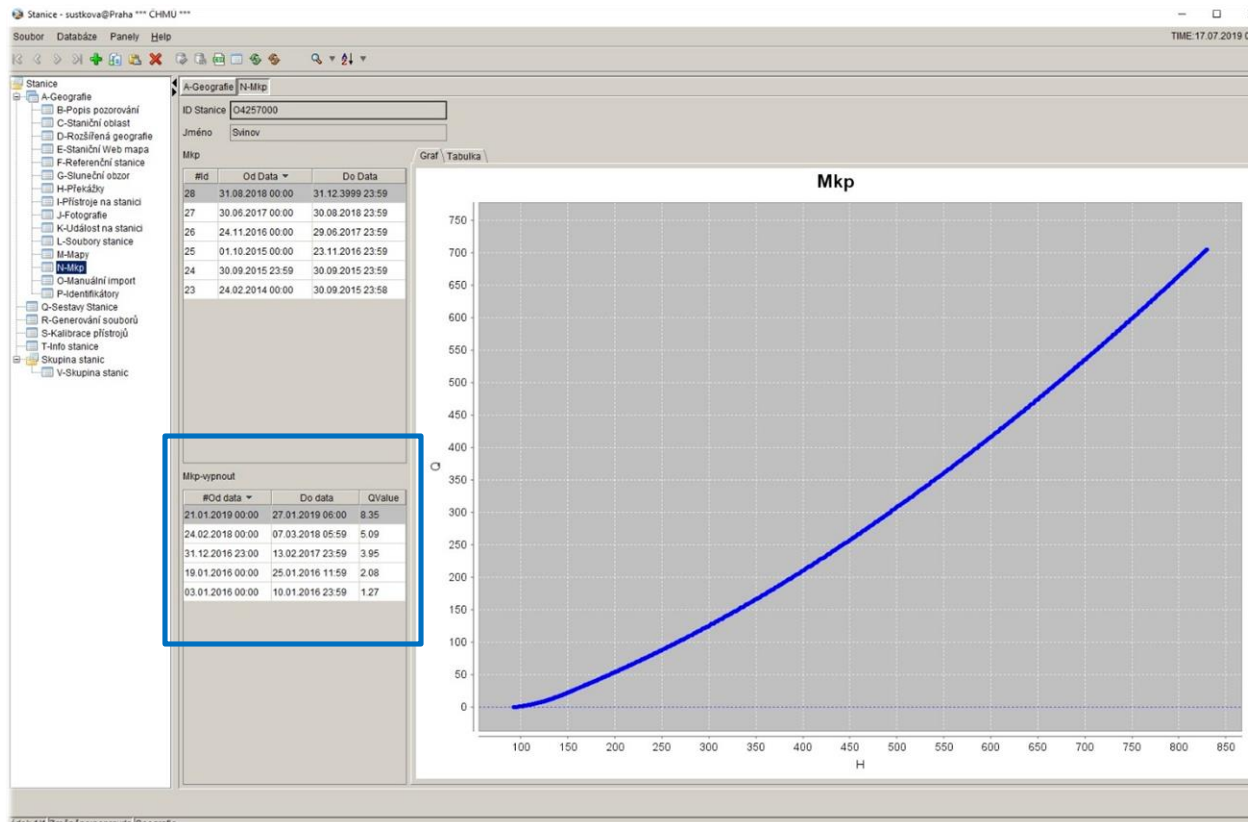 Stanice - sustkova@Praha *** ČHMÚ ***
Soubor Databáze Panely Help
TIME:17.07.2019
Stanice
A-Geografie
B-Popis pozorování
C-Staniční oblast
D-Rozšířená geografie
E-Staniční Web mapa
F-Referenční stanice
G-Sluneční obzor
H-Překážky
I-Přístroje na stanici
J-Fotografie
K-Událost na stanici
L-Soubory stanice
M-Mapy
N-Mkp
O-Manuální import
P-Identifikátory
Q-Sestavy Stanice
R-Generování souborů
S-Kalibrace přístrojů
T-Info stanice
Skupina stanic
V-Skupina stanic
A-Geografie N-Mkp
ID Stanice O4257000
Jméno Svinov
Mkp
#Id Od Data Do Data
28 31.08.2018 00:00 31.12.3999 23:59
27 30.06.2017 00:00 30.08.2018 23:59
26 24.11.2016 00:00 29.06.2017 23:59
25 01.10.2015 00:00 23.11.2016 23:59
24 30.09.2015 23:59 30.09.2015 23:59
23 24.02.2014 00:00 30.09.2015 23:58
Mkp-vypnout
#Od data Do data QValue
21.01.2019 00:00 27.01.2019 06:00 8.35
24.02.2018 00:00 07.03.2018 05:59 5.09
31.12.2016 23:00 13.02.2017 23:59 3.95
19.01.2016 00:00 25.01.2016 11:59 2.08
03.01.2016 00:00 10.01.2016 23:59 1.27
Graf Tabulka
Mkp
750
700
650
600
550
500
450
400
350
300
250
200
150
100
50
0
Q
100 150 200 250 300 350 400 450 500 550 600 650 700 750 800 850
H